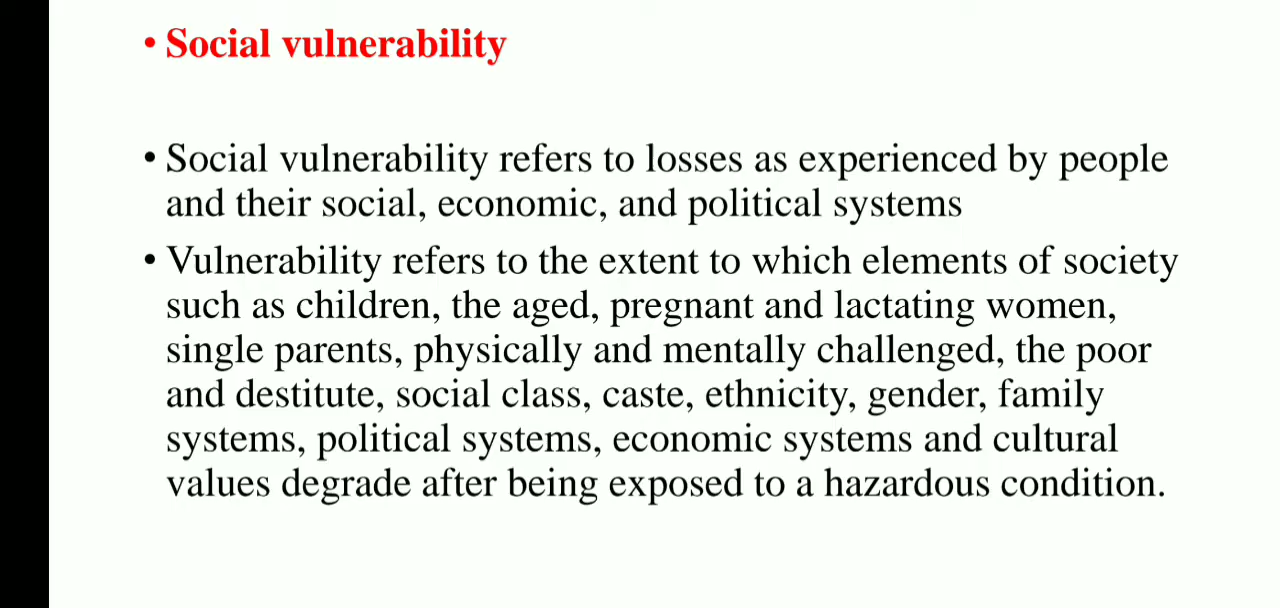 • Social vulnerability
• Social vulnerability refers to losses as experienced by people
and their social, economic, and political systems
• Vulnerability refers to the extent to which elements of society
such as children, the aged, pregnant and lactating women,
single parents, physically and mentally challenged, the poor
and destitute, social class, caste, ethnicity, gender, family
systems, political systems, economic systems and cultural
values degrade after being exposed to a hazardous condition.